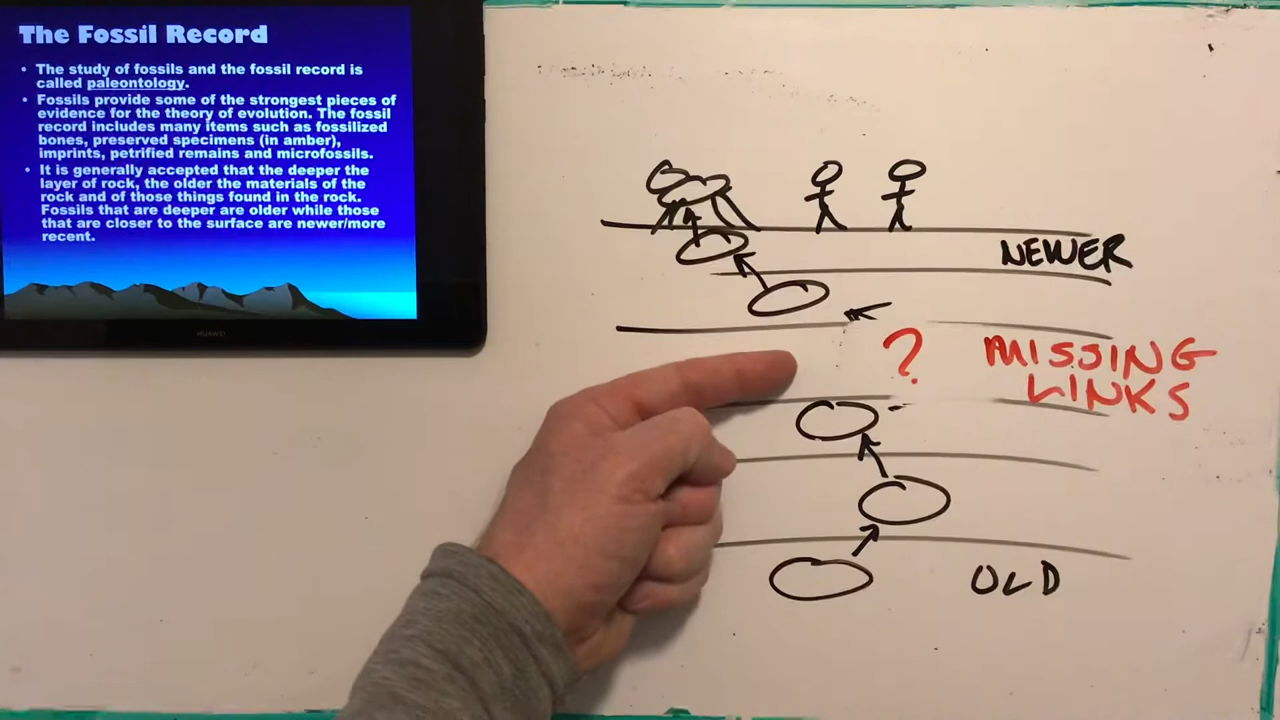 The Fossil Record
• The study of fossils and the fossil record is
called paleontology.
• Fossils provide some of the strongest pieces of
evidence for the theory of evolution. The fossil
record includes many items such as fossilized
bones, preserved specimens (in amber),
imprints, petrified remains and microfossils.
• It is generally accepted that the deeper the
layer of rock, the older the materials of the
rock and of those things found in the rock.
Fossils that are deeper are older while those
that are closer to the surface are newer/more
recent.
HUAWEI
NEWER
? MISSING
LINKS
OLD